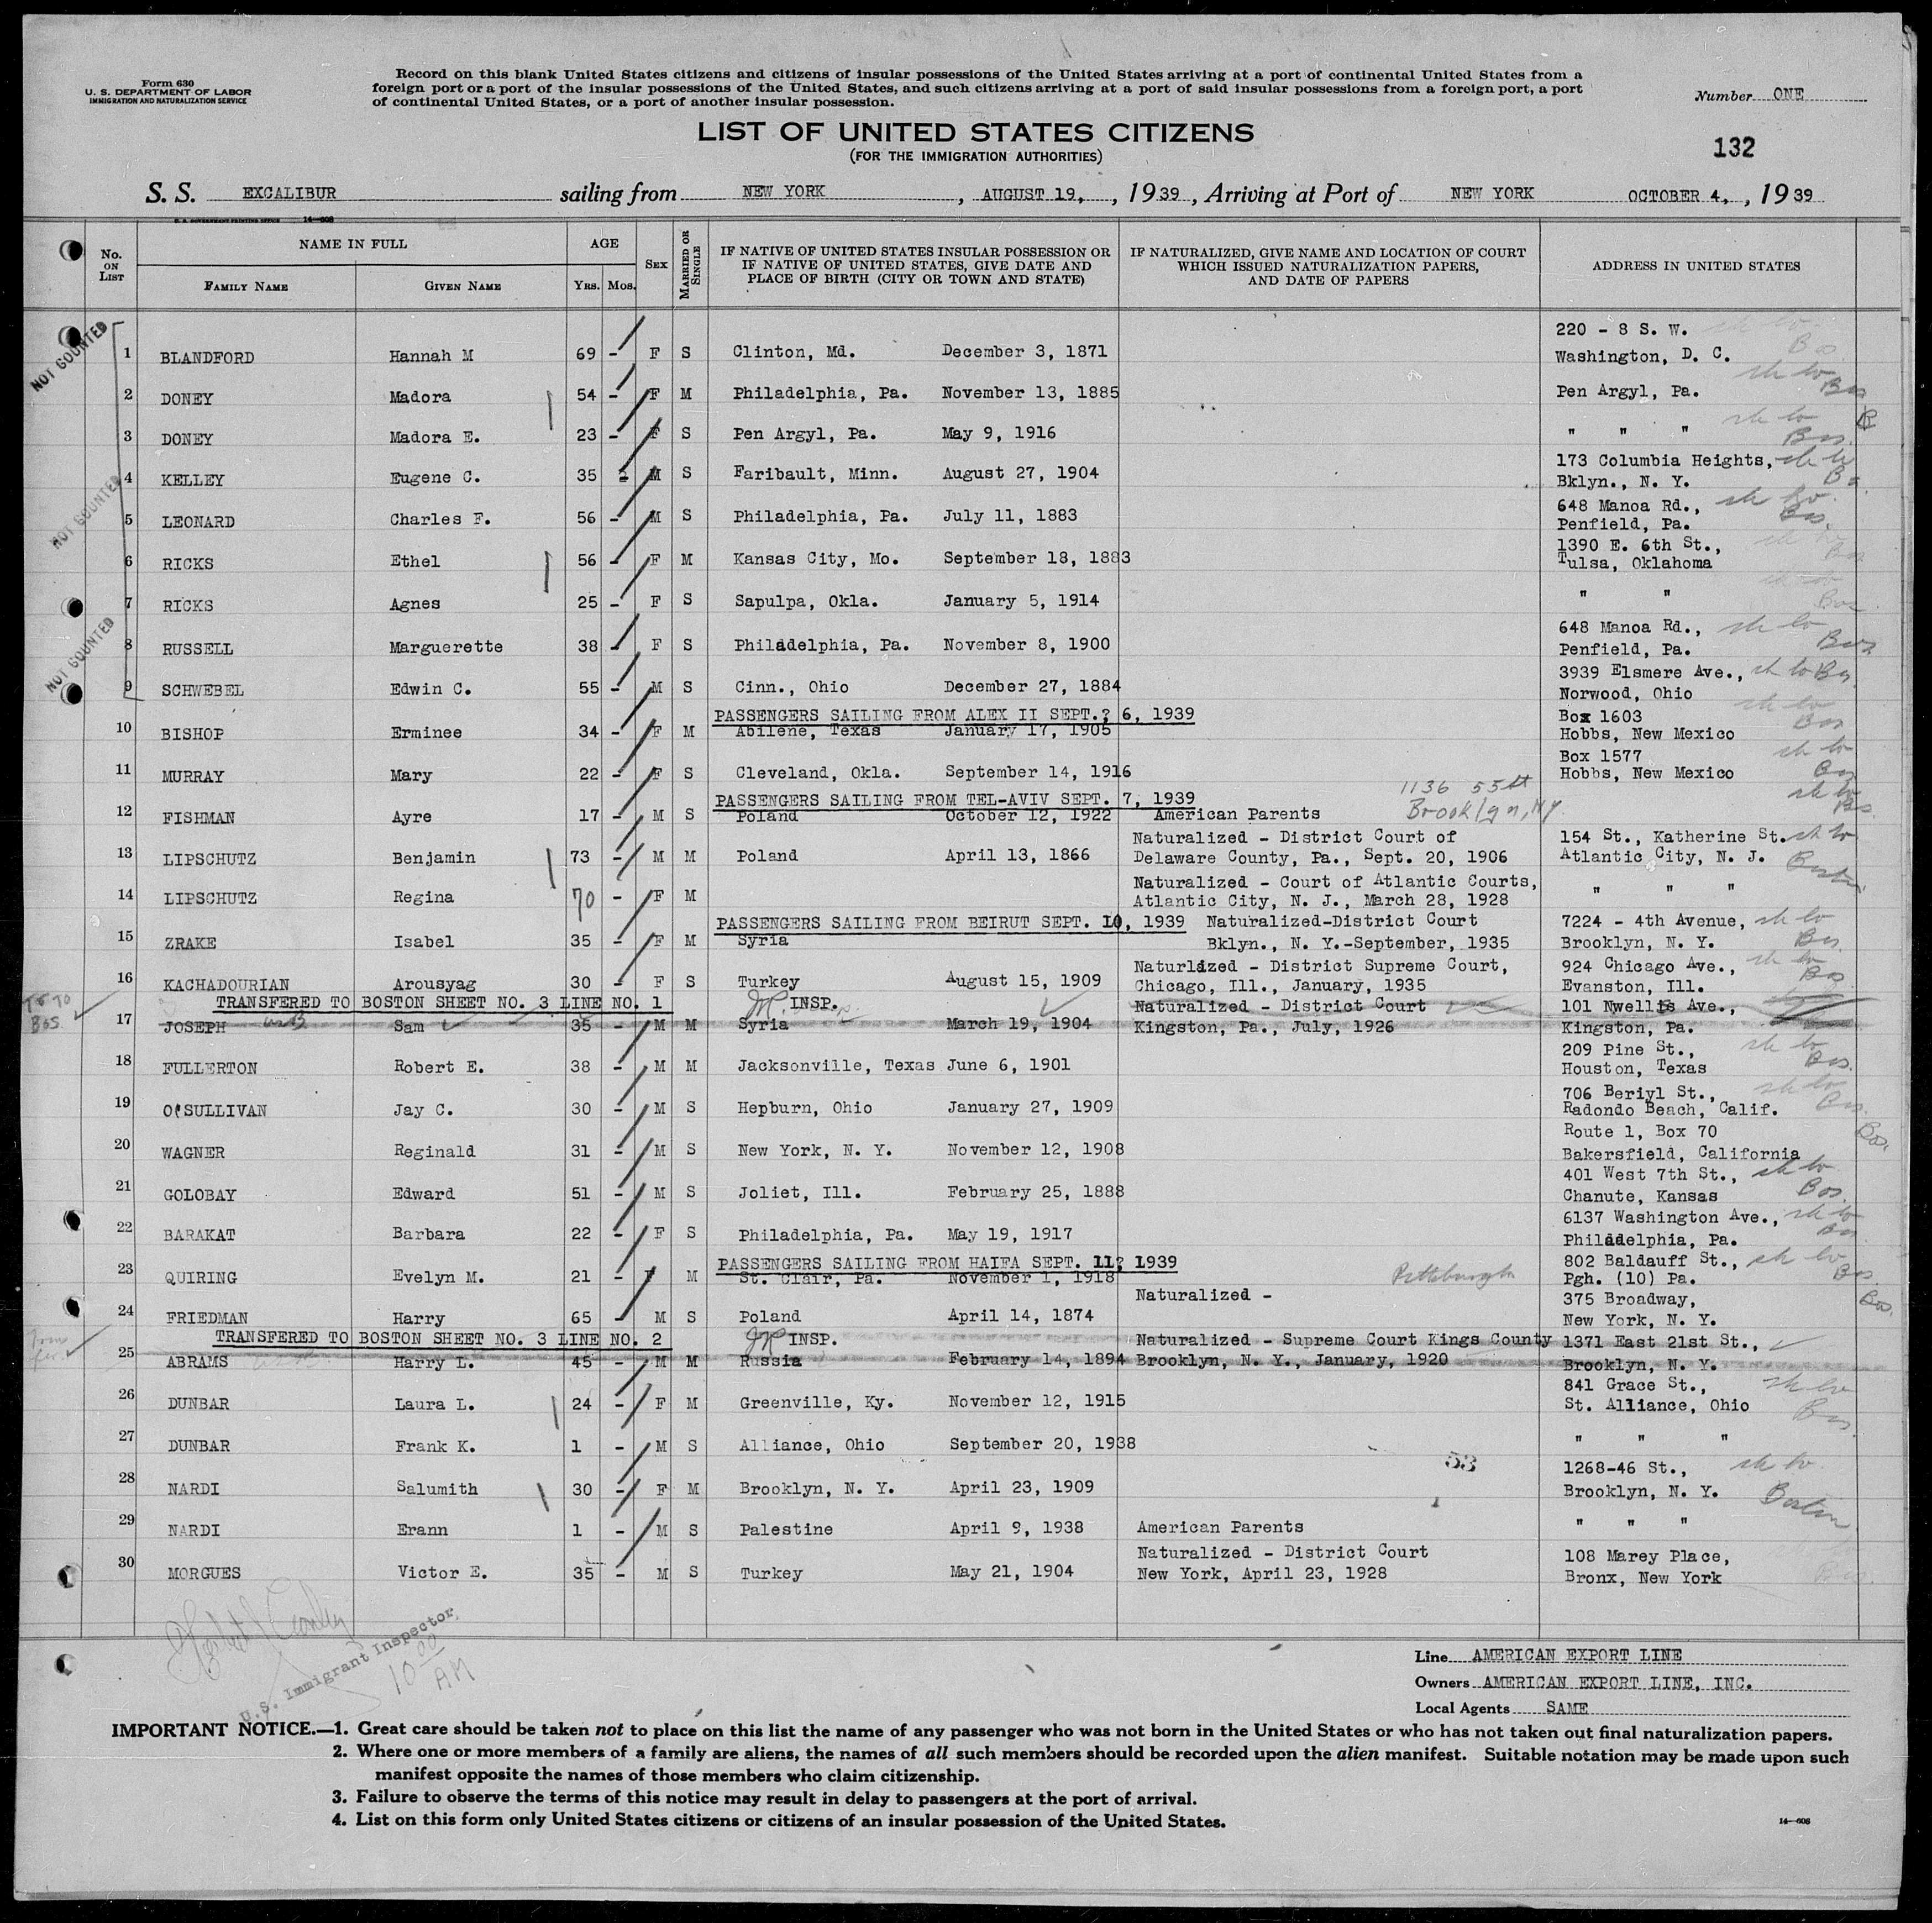 Form 630
U. S. DEPARTMENT OF LABOR
IMMIGRATION AND NATURALIZATION SERVICE
Record on this blank United States citizens and citizens of insular possessions of the United States arriving at a port of continental United States from a
foreign port or a port of the insular possessions of the United States, and such citizens arriving at a port of said insular possessions from a foreign port, a port
of continental United States, or a port of another insular possession.
Number ONE
LIST OF UNITED STATES CITIZENS
(FOR THE IMMIGRATION AUTHORITIES)
132
S. S. EXCALIBUR sailing from NEW YORK, AUGUST 19, , 1939, Arriving at Port of NEW YORK OCTOBER 4, , 1939
U. S. GOVERNMENT PRINTING OFFICE 14—608
No. ON LIST
NAME IN FULL
FAMILY NAME
GIVEN NAME
AGE
YRS. MOS.
SEX
MARRIED OR SINGLE
IF NATIVE OF UNITED STATES INSULAR POSSESSION OR
IF NATIVE OF UNITED STATES, GIVE DATE AND
PLACE OF BIRTH (CITY OR TOWN AND STATE)
IF NATURALIZED, GIVE NAME AND LOCATION OF COURT
WHICH ISSUED NATURALIZATION PAPERS,
AND DATE OF PAPERS
ADDRESS IN UNITED STATES
NOT COUNTED
220 - 8 S. W.
1 BLANDFORD Hannah M 69 - F S Clinton, Md. December 3, 1871 Washington, D. C.
2 DONEY Madora 54 - F M Philadelphia, Pa. November 13, 1885 Pen Argyl, Pa.
3 DONEY Madora E. 23 - F S Pen Argyl, Pa. May 9, 1916 " " "
NOT COUNTED
173 Columbia Heights,
4 KELLEY Eugene C. 35 2 M S Faribault, Minn. August 27, 1904 Bklyn., N. Y.
648 Manoa Rd.,
5 LEONARD Charles F. 56 - M S Philadelphia, Pa. July 11, 1883 Penfield, Pa.
1390 E. 6th St.,
6 RICKS Ethel 56 - F M Kansas City, Mo. September 18, 1883 Tulsa, Oklahoma
7 RICKS Agnes 25 - F S Sapulpa, Okla. January 5, 1914 " "
NOT COUNTED
648 Manoa Rd.,
8 RUSSELL Marguerette 38 - F S Philadelphia, Pa. November 8, 1900 Penfield, Pa.
3939 Elsmere Ave.,
9 SCHWEBEL Edwin C. 55 - M S Cinn., Ohio December 27, 1884 Norwood, Ohio
PASSENGERS SAILING FROM ALEX II SEPT.? 6, 1939
Box 1603
10 BISHOP Erminee 34 - F M Abilene, Texas January 17, 1905 Hobbs, New Mexico
Box 1577
11 MURRAY Mary 22 - F S Cleveland, Okla. September 14, 1916 Hobbs, New Mexico
PASSENGERS SAILING FROM TEL-AVIV SEPT. 7, 1939
1136 55 st
Brooklyn, NY
12 FISHMAN Ayre 17 - M S Poland October 12, 1922 American Parents
Naturalized - District Court of 154 St., Katherine St.
13 LIPSCHUTZ Benjamin 73 - M M Poland April 13, 1866 Delaware County, Pa., Sept. 20, 1906 Atlantic City, N. J.
Naturalized - Court of Atlantic Courts,
14 LIPSCHUTZ Regina 70 - F M Atlantic City, N. J., March 28, 1928 " " "
PASSENGERS SAILING FROM BEIRUT SEPT. 10, 1939 Naturalized-District Court 7224 - 4th Avenue,
15 ZRAKE Isabel 35 - F M Syria Bklyn., N. Y.-September, 1935 Brooklyn, N. Y.
Naturlized - District Supreme Court, 924 Chicago Ave.,
16 KACHADOURIAN Arousyag 30 - F S Turkey August 15, 1909 Chicago, Ill., January, 1935 Evanston, Ill.
TRANSFERED TO BOSTON SHEET NO. 3 LINE NO. 1 INSP. Naturalized - District Court 101 Nwellis Ave.,
17 JOSEPH Sam 35 - M M Syria March 19, 1904 Kingston, Pa., July, 1926 Kingston, Pa.
209 Pine St.,
18 FULLERTON Robert E. 38 - M M Jacksonville, Texas June 6, 1901 Houston, Texas
706 Beriyl St.,
19 O'SULLIVAN Jay C. 30 - M S Hepburn, Ohio January 27, 1909 Radondo Beach, Calif.
Route 1, Box 70
20 WAGNER Reginald 31 - M S New York, N. Y. November 12, 1908 Bakersfield, California
401 West 7th St.,
21 GOLOBAY Edward 51 - M S Joliet, Ill. February 25, 1888 Chanute, Kansas
6137 Washington Ave.,
22 BARAKAT Barbara 22 - F S Philadelphia, Pa. May 19, 1917 Philadelphia, Pa.
PASSENGERS SAILING FROM HAIFA SEPT. 11? 1939
802 Baldauff St.,
23 QUIRING Evelyn M. 21 - F M St. Clair, Pa. November 1, 1918 Pittsburgh Pgh. (10) Pa.
Naturalized - 375 Broadway,
24 FRIEDMAN Harry 65 - M S Poland April 14, 1874 New York, N. Y.
TRANSFERED TO BOSTON SHEET NO. 3 LINE NO. 2 INSP. Naturalized - Supreme Court Kings County 1371 East 21st St.,
25 ABRAMS Harry L. 45 - M M Russia February 14, 1894 Brooklyn, N. Y., January, 1920 Brooklyn, N. Y.
841 Grace St.,
26 DUNBAR Laura L. 24 - F M Greenville, Ky. November 12, 1915 St. Alliance, Ohio
27 DUNBAR Frank K. 1 - M S Alliance, Ohio September 20, 1938 " " "
53
1268-46 St.,
28 NARDI Salumith 30 - F M Brooklyn, N. Y. April 23, 1909 Brooklyn, N. Y. Boston
29 NARDI Erann 1 - M S Palestine April 9, 1938 American Parents " " "
Naturalized - District Court 108 Marey Place,
30 MORGUES Victor E. 35 - M S Turkey May 21, 1904 New York, April 23, 1928 Bronx, New York
U.S. Immigrant Inspector
10 00 AM
Line AMERICAN EXPORT LINE
Owners AMERICAN EXPORT LINE, INC.
Local Agents SAME
IMPORTANT NOTICE.—1. Great care should be taken not to place on this list the name of any passenger who was not born in the United States or who has not taken out final naturalization papers.
2. Where one or more members of a family are aliens, the names of all such members should be recorded upon the alien manifest. Suitable notation may be made upon such
manifest opposite the names of those members who claim citizenship.
3. Failure to observe the terms of this notice may result in delay to passengers at the port of arrival.
4. List on this form only United States citizens or citizens of an insular possession of the United States.
14—608